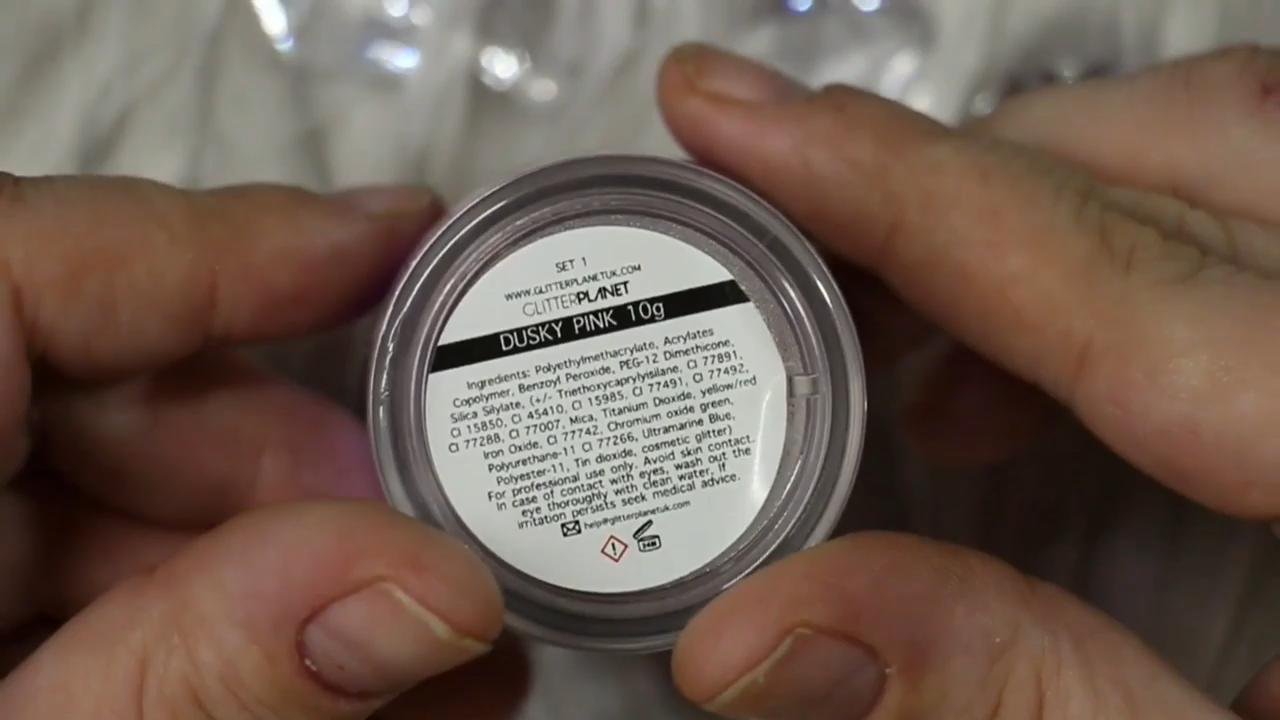 SET 1
WWW.GLITTERPLANETUK.COM
GLITTERPLANET
DUSKY PINK 10g
Ingredients: Polyethylmethacrylate, Acrylates
Copolymer, Benzoyl Peroxide, PEG-12 Dimethicone,
Silica Silylate, (+/- Triethoxycaprylyisilane, CI 77891,
CI 15850, CI 45410, CI 15985, CI 77491, CI 77492,
CI 77288, CI 77007, Mica, Titanium Dioxide, yellow/red
Iron Oxide, CI 77742, Chromium oxide green,
Polyurethane-11 CI 77266, Ultramarine Blue,
Polyester-11, Tin dioxide, cosmetic glitter)
For professional use only. Avoid skin contact.
In case of contact with eyes, wash out the
eye thoroughly with clean water. If
irritation persists seek medical advice.
help@glitterplanetuk.com
24M